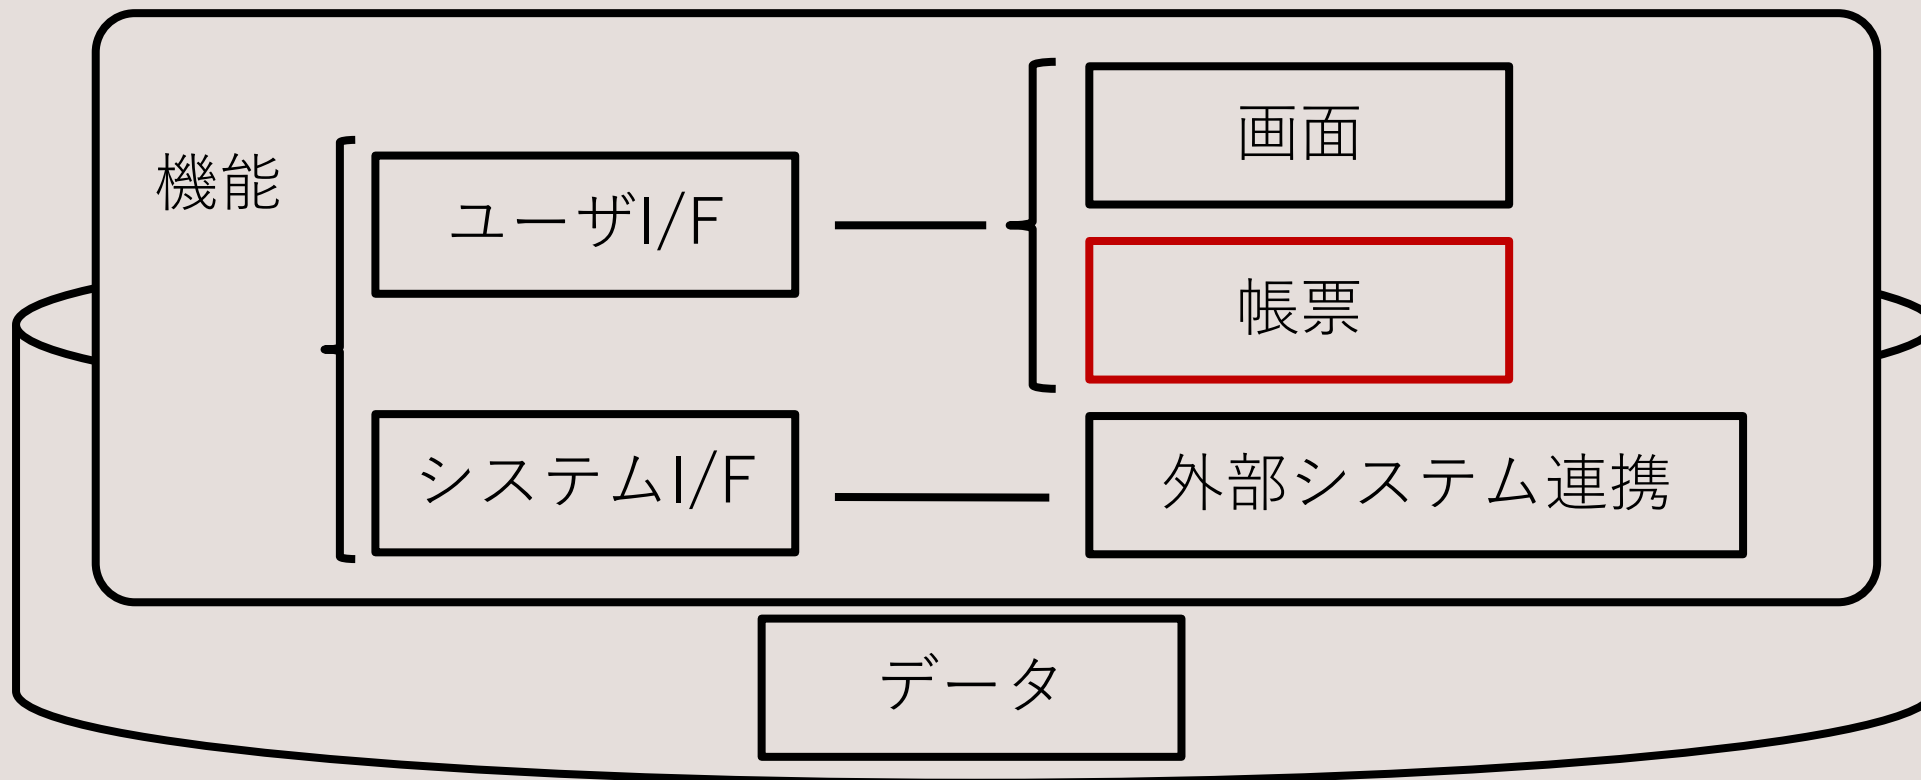 機能
ユーザI/F
画面
帳票
システムI/F
外部システム連携
データ